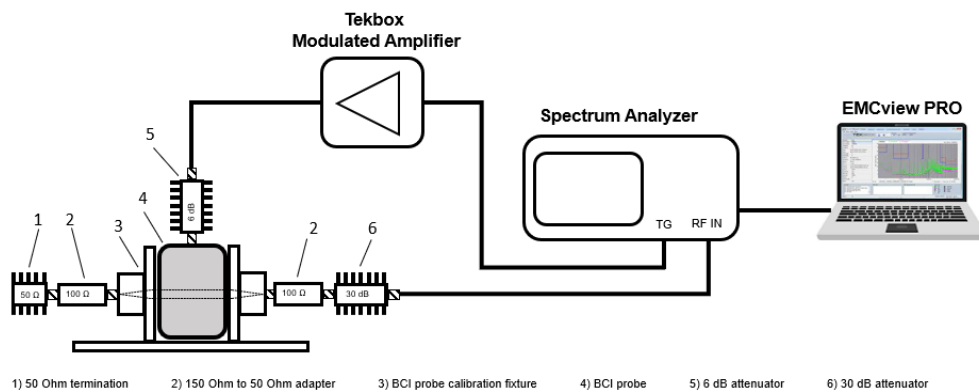 Tekbox
Modulated Amplifier
EMCview PRO
Spectrum Analyzer
5
4
6 dB
1
2
3
2
6
TG
RF IN
50 Ω
100 Ω
100 Ω
30 dB
1) 50 Ohm termination
2) 150 Ohm to 50 Ohm adapter
3) BCI probe calibration fixture
4) BCI probe
5) 6 dB attenuator
6) 30 dB attenuator